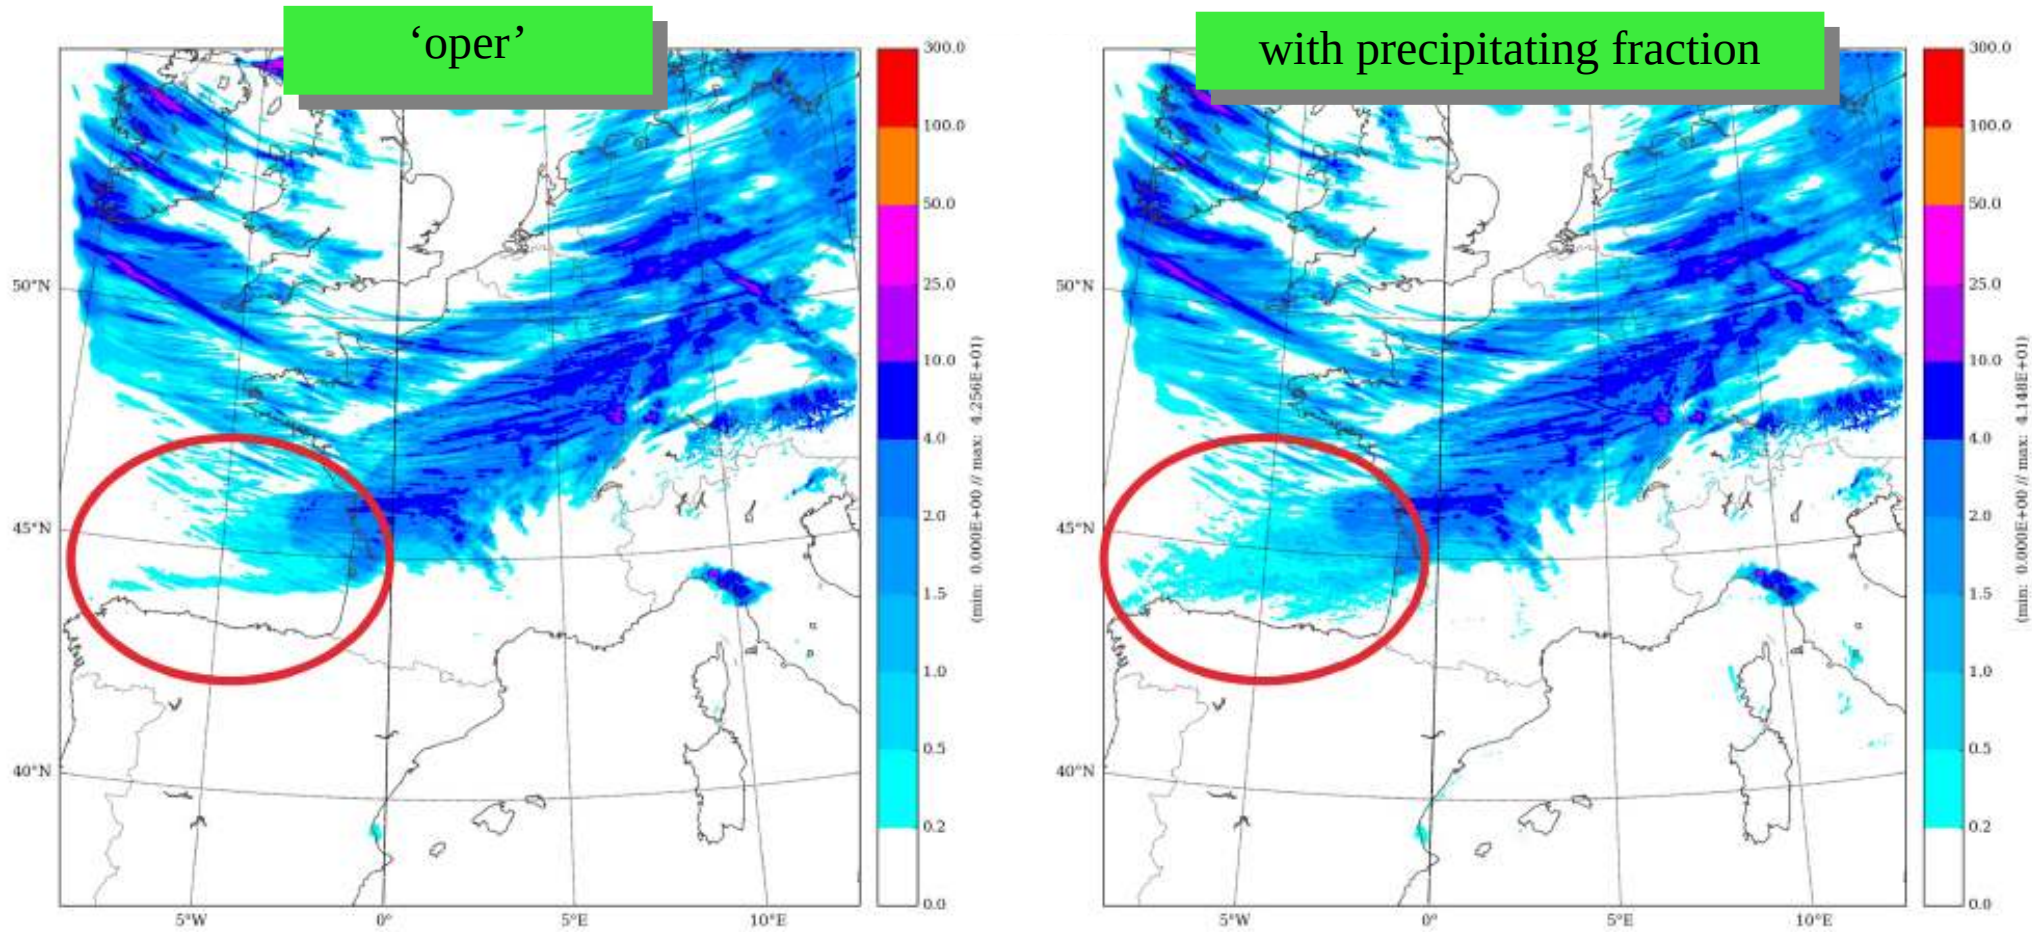 ‘oper’
with precipitating fraction
300.0
100.0
50.0
25.0
10.0
4.0
2.0
1.5
1.0
0.5
0.2
0.0
(min: 0.000E+00 // max: 4.256E+01)
50°N
45°N
40°N
5°W
0°
5°E
10°E
300.0
100.0
50.0
25.0
10.0
4.0
2.0
1.5
1.0
0.5
0.2
0.0
(min: 0.000E+00 // max: 4.148E+01)
50°N
45°N
40°N
5°W
0°
5°E
10°E